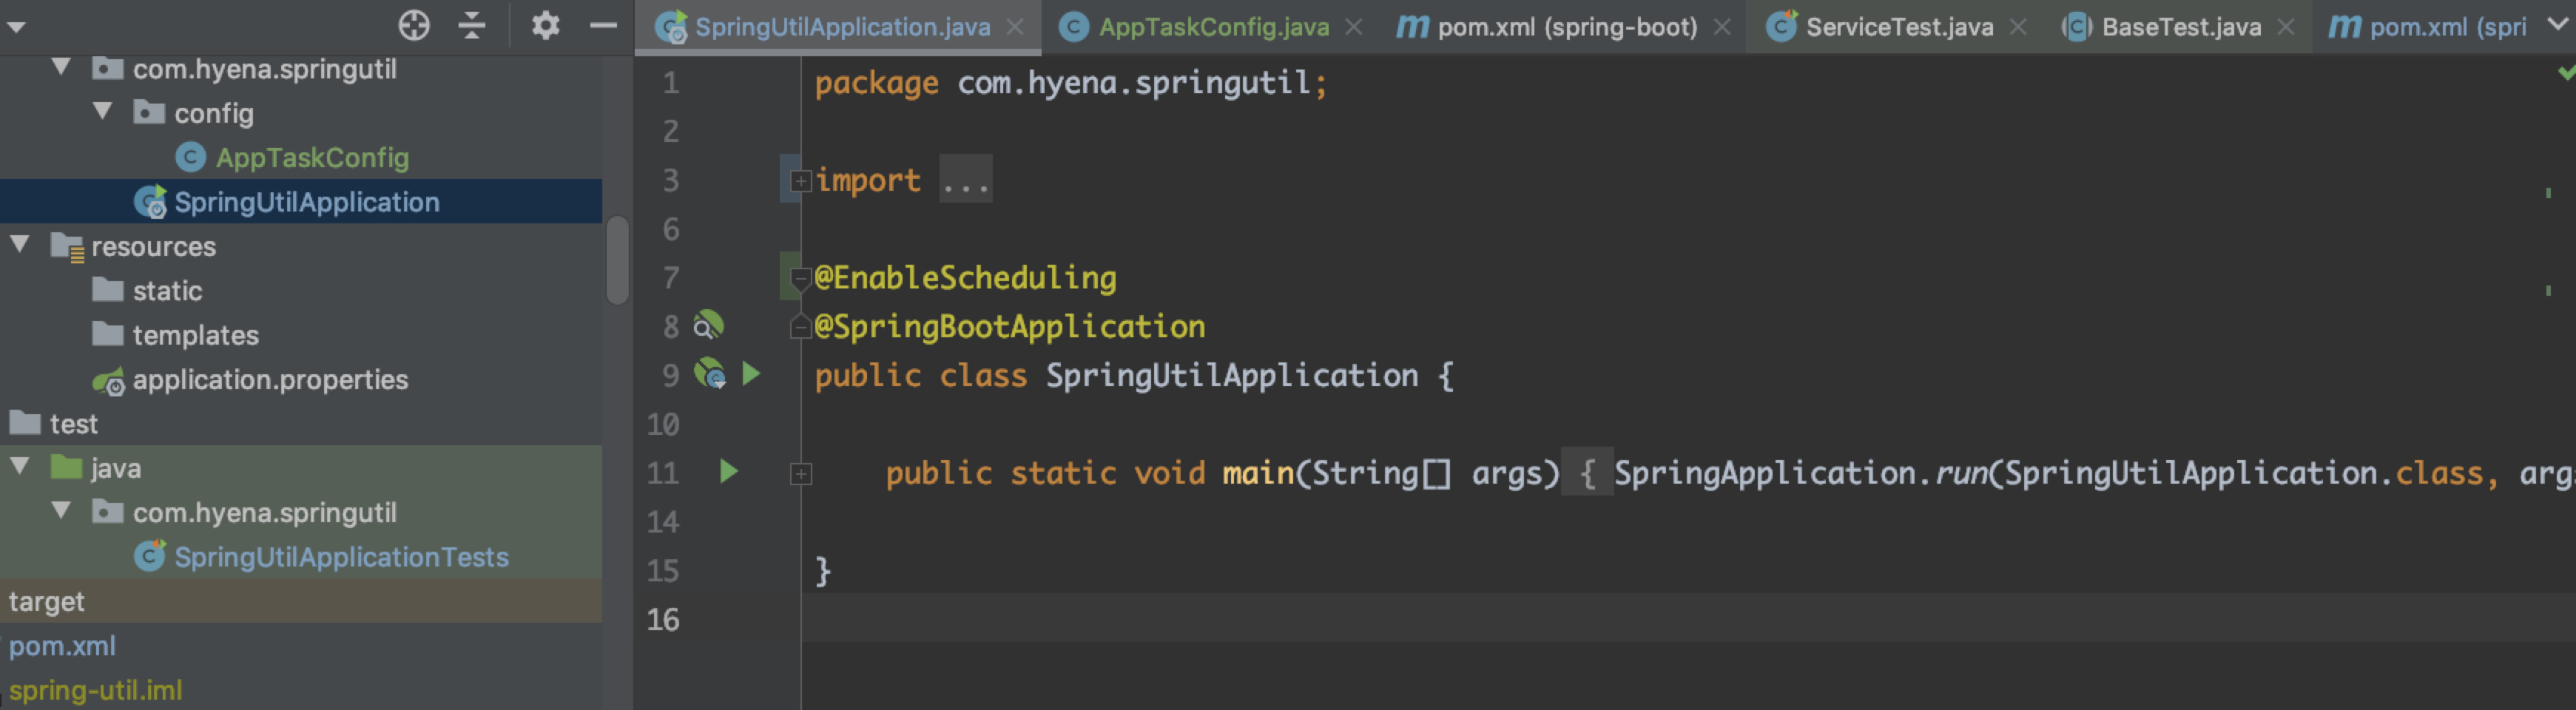 SpringUtilApplication.java
AppTaskConfig.java
pom.xml (spring-boot)
ServiceTest.java
BaseTest.java
pom.xml (spri
com.hyena.springutil
config
AppTaskConfig
SpringUtilApplication
resources
static
templates
application.properties
test
java
com.hyena.springutil
SpringUtilApplicationTests
target
pom.xml
spring-util.iml
1 package com.hyena.springutil;
2
3 import ...
6
7 @EnableScheduling
8 @SpringBootApplication
9 public class SpringUtilApplication {
10
11 public static void main(String[] args) { SpringApplication.run(SpringUtilApplication.class, arg
14
15 }
16